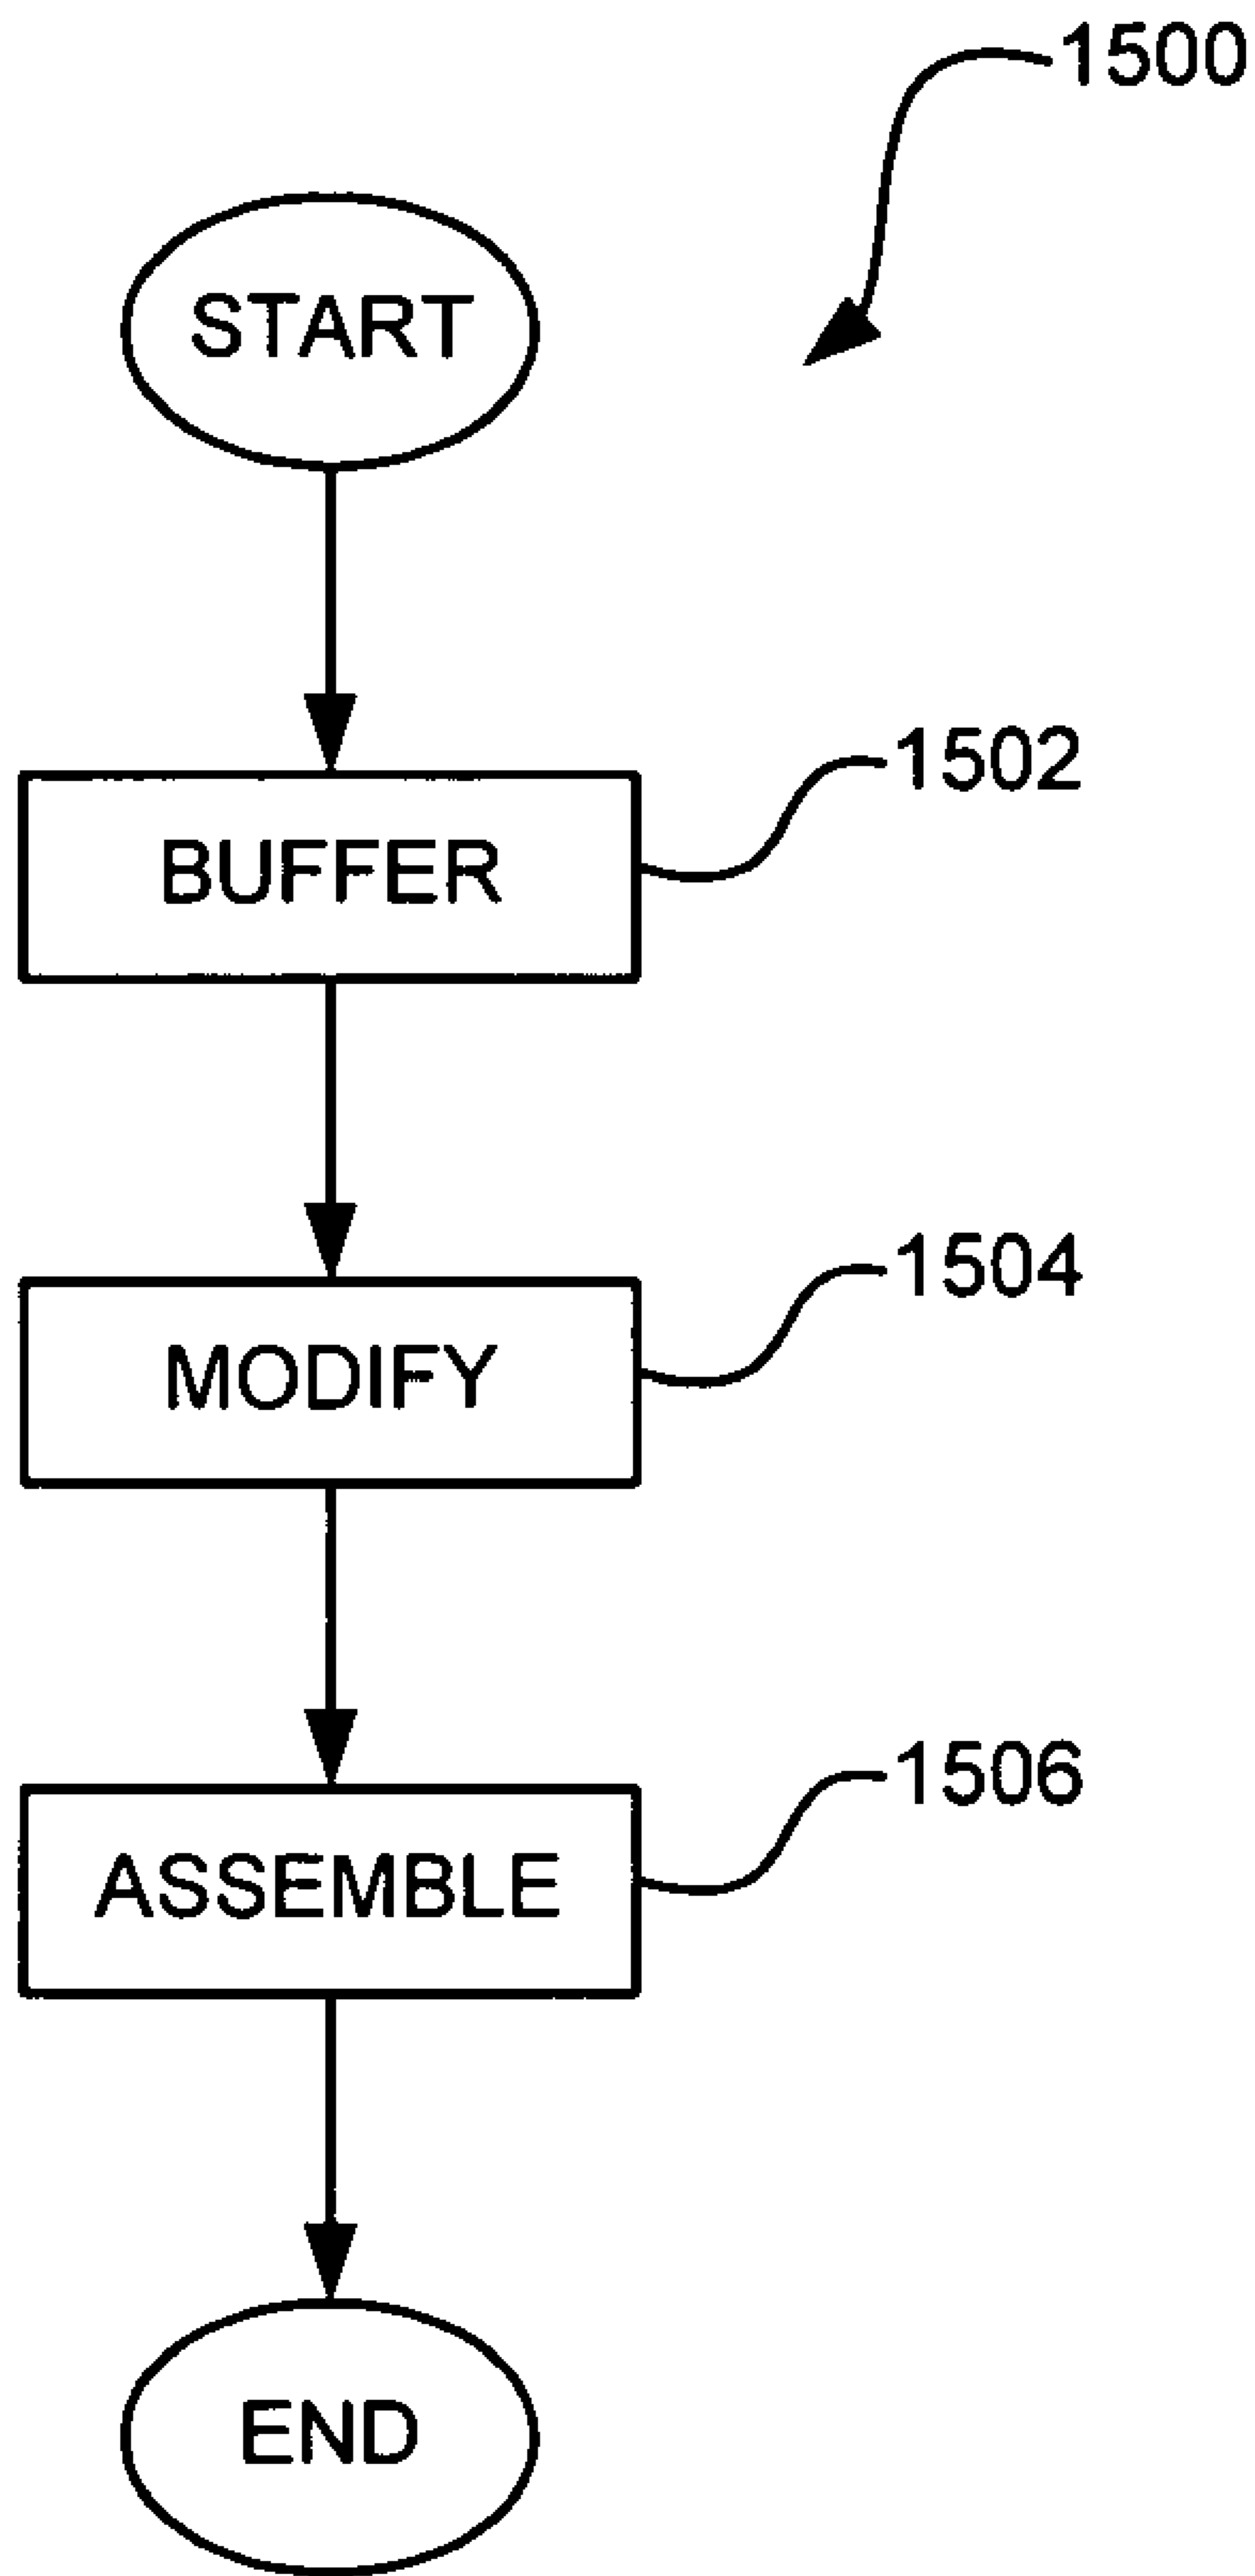 1500
START
1502
BUFFER
1504
MODIFY
1506
ASSEMBLE
END